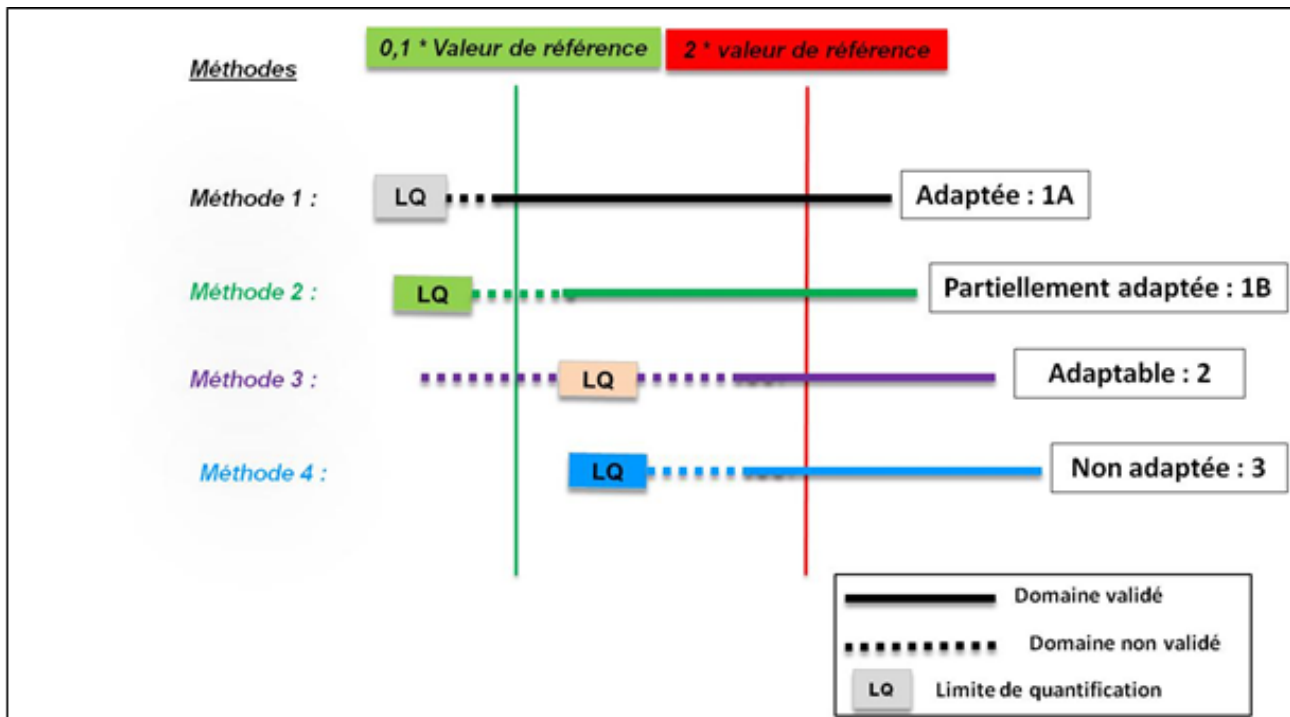 0,1 * Valeur de référence
2 * valeur de référence
Méthodes
Méthode 1 :
LQ
Adaptée : 1A
Méthode 2 :
LQ
Partiellement adaptée : 1B
Méthode 3 :
LQ
Adaptable : 2
Méthode 4 :
LQ
Non adaptée : 3
Domaine validé
Domaine non validé
LQ
Limite de quantification